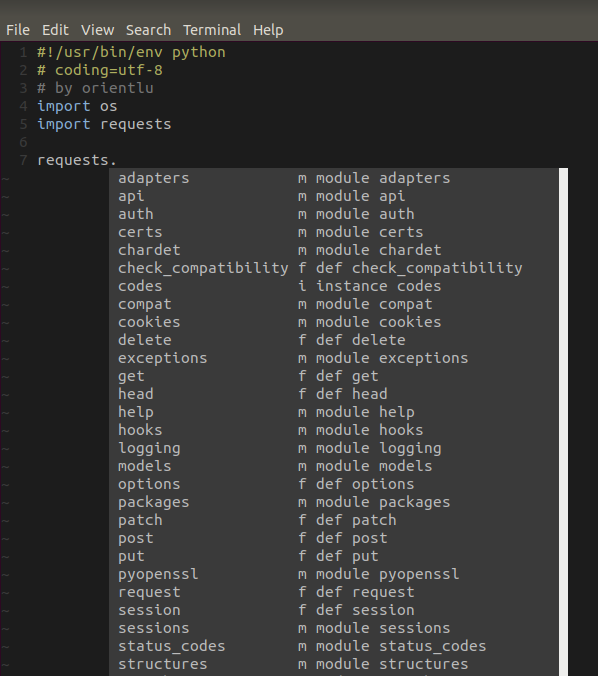 File Edit View Search Terminal Help
1 #!/usr/bin/env python
2 # coding=utf-8
3 # by orientlu
4 import os
5 import requests
6
7 requests.
~ adapters m module adapters
~ api m module api
~ auth m module auth
~ certs m module certs
~ chardet m module chardet
~ check_compatibility f def check_compatibility
~ codes i instance codes
~ compat m module compat
~ cookies m module cookies
~ delete f def delete
~ exceptions m module exceptions
~ get f def get
~ head f def head
~ help m module help
~ hooks m module hooks
~ logging m module logging
~ models m module models
~ options f def options
~ packages m module packages
~ patch f def patch
~ post f def post
~ put f def put
~ pyopenssl m module pyopenssl
~ request f def request
~ session f def session
~ sessions m module sessions
~ status_codes m module status_codes
~ structures m module structures